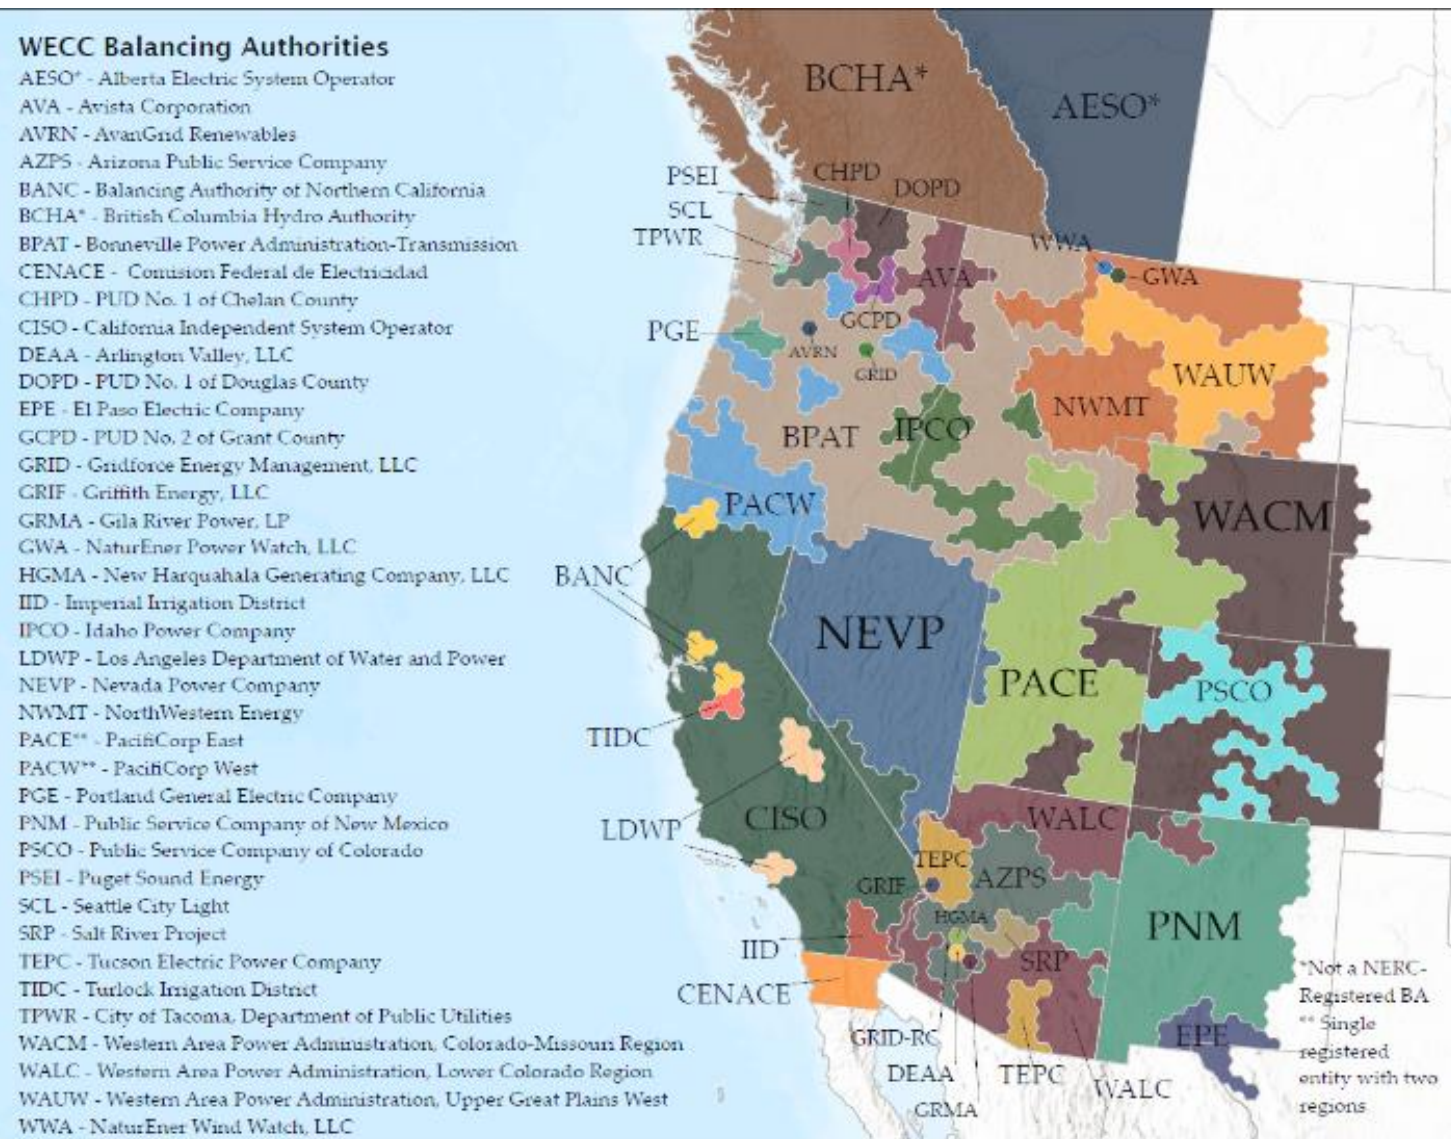 WECC Balancing Authorities
AESO* - Alberta Electric System Operator
AVA - Avista Corporation
AVRN - AvanGrid Renewables
AZPS - Arizona Public Service Company
BANC - Balancing Authority of Northern California
BCHA* - British Columbia Hydro Authority
BPAT - Bonneville Power Administration-Transmission
CENACE - Comision Federal de Electricidad
CHPD - PUD No. 1 of Chelan County
CISO - California Independent System Operator
DEAA - Arlington Valley, LLC
DOPD - PUD No. 1 of Douglas County
EPE - El Paso Electric Company
GCPD - PUD No. 2 of Grant County
GRID - Gridforce Energy Management, LLC
GRIF - Griffith Energy, LLC
GRMA - Gila River Power, LP
GWA - NaturEner Power Watch, LLC
HGMA - New Harquahala Generating Company, LLC
IID - Imperial Irrigation District
IPCO - Idaho Power Company
LDWP - Los Angeles Department of Water and Power
NEVP - Nevada Power Company
NWMT - NorthWestern Energy
PACE** - PacifiCorp East
PACW** - PacifiCorp West
PGE - Portland General Electric Company
PNM - Public Service Company of New Mexico
PSCO - Public Service Company of Colorado
PSEI - Puget Sound Energy
SCL - Seattle City Light
SRP - Salt River Project
TEPC - Tucson Electric Power Company
TIDC - Turlock Irrigation District
TPWR - City of Tacoma, Department of Public Utilities
WACM - Western Area Power Administration, Colorado-Missouri Region
WALC - Western Area Power Administration, Lower Colorado Region
WAUW - Western Area Power Administration, Upper Great Plains West
WWA - NaturEner Wind Watch, LLC
BCHA*
AESO*
PSEI
CHPD
DOPD
SCL
TPWR
WWA
GWA
AVA
PGE
GCPD
AVRN
GRID
WAUW
NWMT
IPCO
BPAT
PACW
WACM
BANC
NEVP
PACE
PSCO
TIDC
CISO
LDWP
WALC
TEPC
GRIF
AZPS
HGMA
PNM
IID
SRP
CENACE
EPE
GRID-RC
DEAA
TEPC
WALC
GRMA
*Not a NERC-
Registered BA
** Single
registered
entity with two
regions